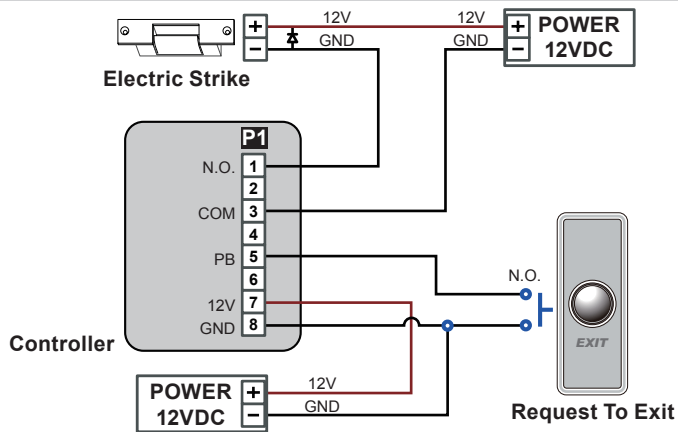 + 12V 12V + POWER
- GND GND - 12VDC
Electric Strike
P1
N.O. 1
2
COM 3
4
PB 5
6
12V 7
GND 8
Controller
N.O.
EXIT
Request To Exit
POWER + 12V
12VDC - GND